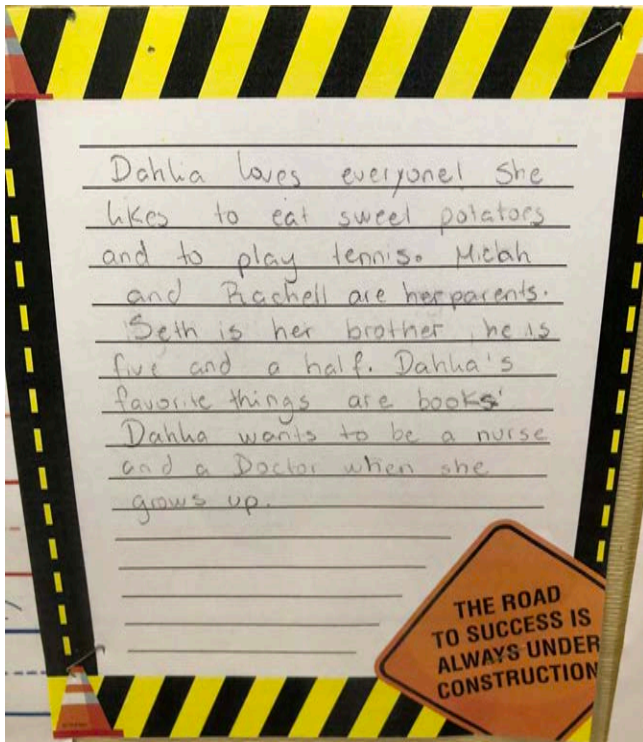 Dahlia loves everyone! She
likes to eat sweet potatoes
and to play tennis. Micah
and Rachell are her parents.
Seth is her brother, he is
five and a half. Dahlia's
favorite things are books.
Dahlia wants to be a nurse
and a Doctor when she
grows up.
THE ROAD
TO SUCCESS IS
ALWAYS UNDER
CONSTRUCTION